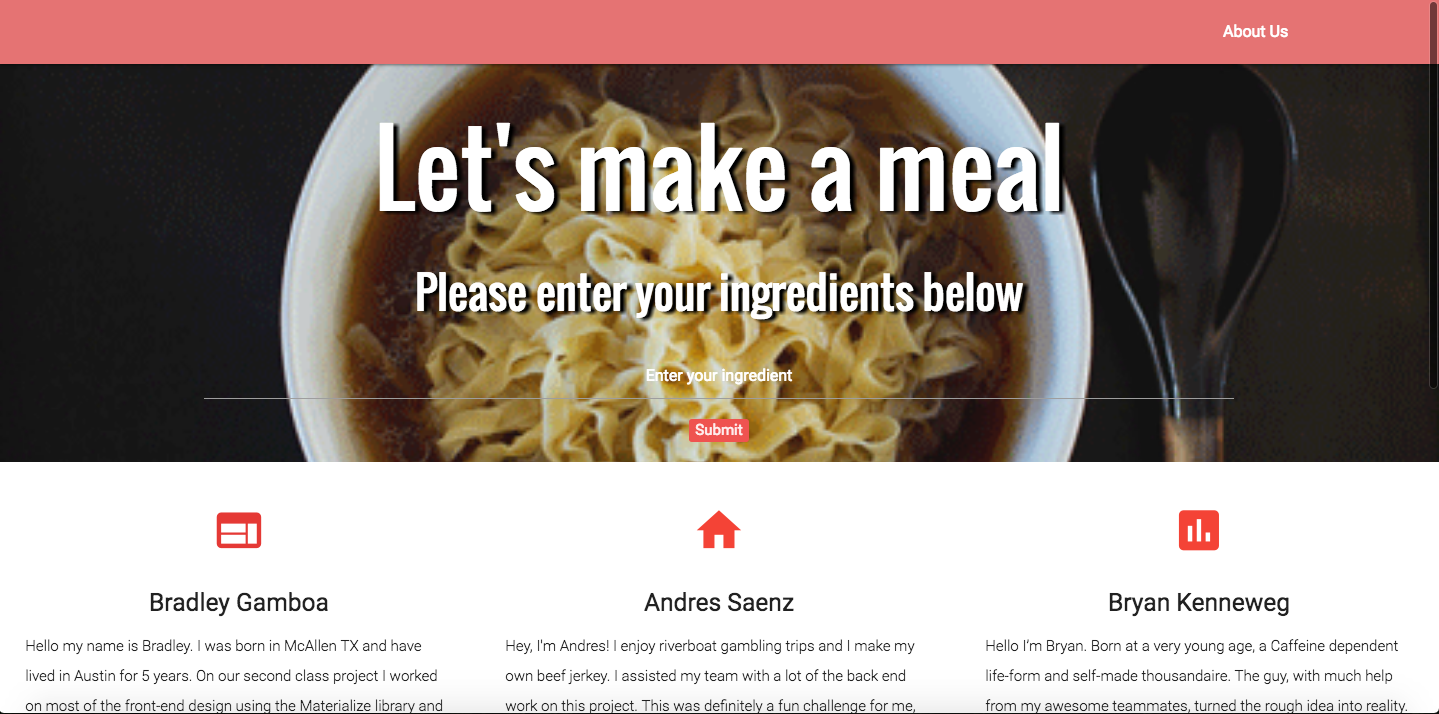 About Us
Let's make a meal
Please enter your ingredients below
Enter your ingredient
Submit
Bradley Gamboa
Hello my name is Bradley. I was born in McAllen TX and have
lived in Austin for 5 years. On our second class project I worked
on most of the front-end design using the Materialize library and
Andres Saenz
Hey, I'm Andres! I enjoy riverboat gambling trips and I make my
own beef jerkey. I assisted my team with a lot of the back end
work on this project. This was definitely a fun challenge for me,
Bryan Kenneweg
Hello I’m Bryan. Born at a very young age, a Caffeine dependent
life-form and self-made thousandaire. The guy, with much help
from my awesome teammates, turned the rough idea into reality.